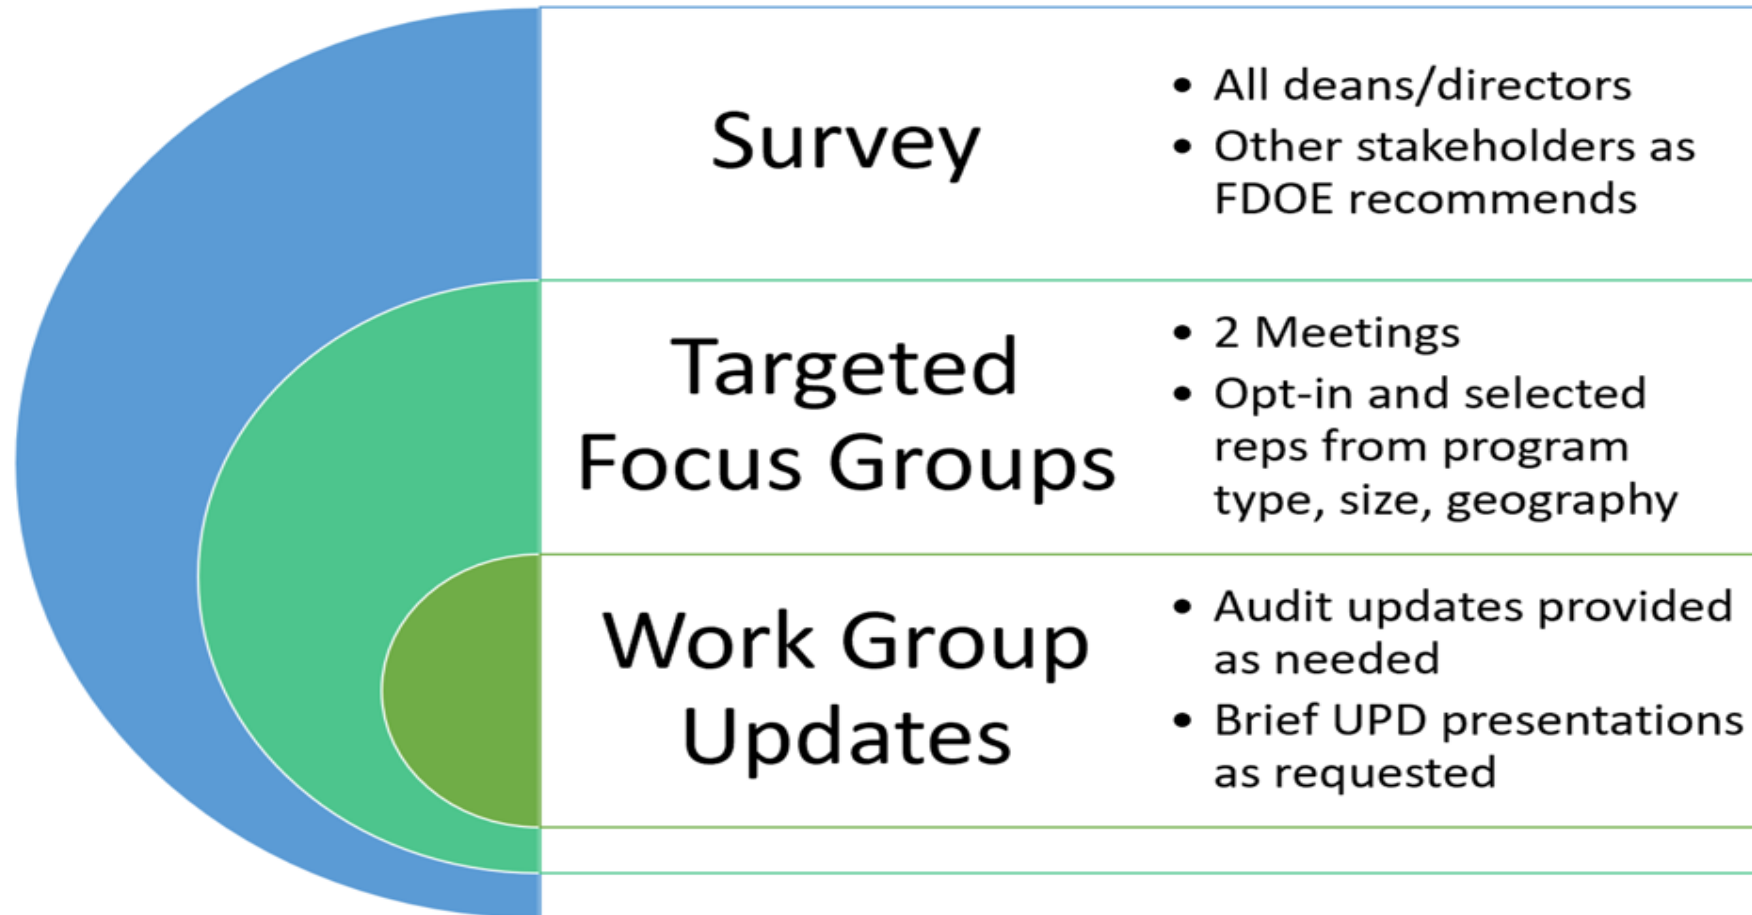 Survey
• All deans/directors
• Other stakeholders as
FDOE recommends
Targeted
Focus Groups
• 2 Meetings
• Opt-in and selected
reps from program
type, size, geography
Work Group
Updates
• Audit updates provided
as needed
• Brief UPD presentations
as requested